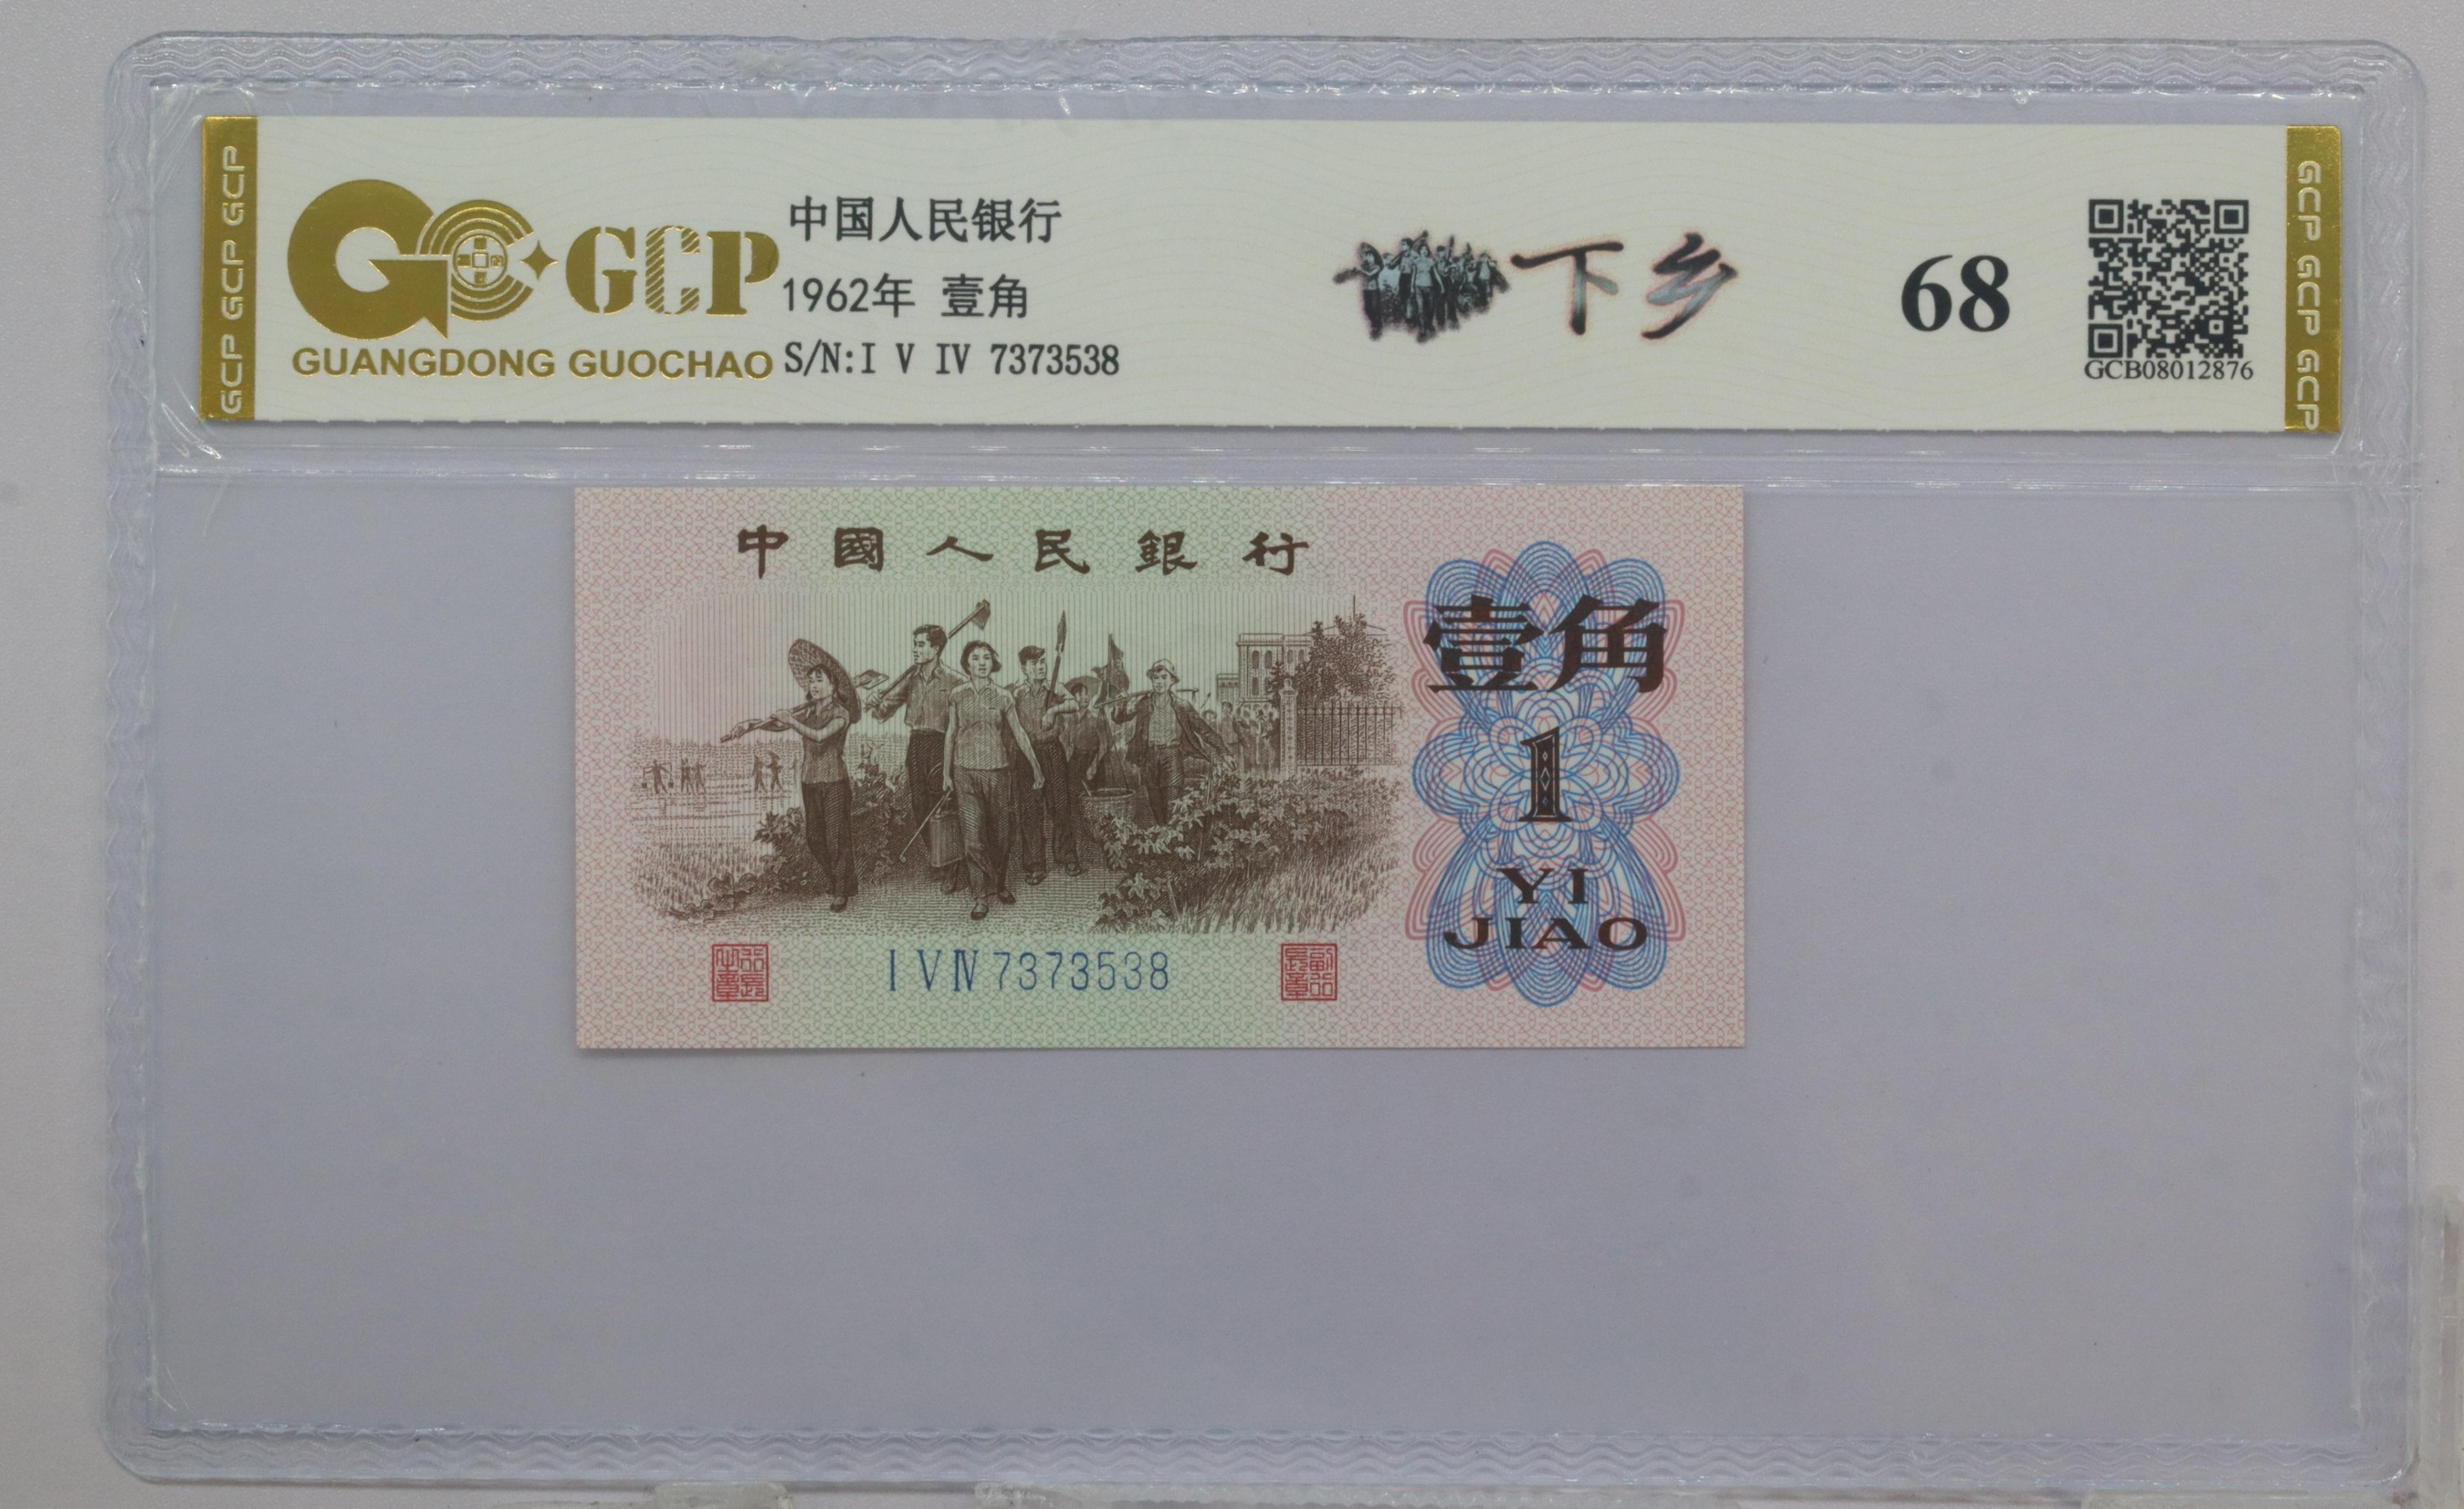 GCP GCP GCP
GCP
GUANGDONG GUOCHAO
中国人民银行
1962年 壹角
S/N:I V IV 7373538
下乡
68
GCB08012876
GCP GCP GCP
中國人民銀行
壹角
1
YI
JIAO
I V IV 7373538